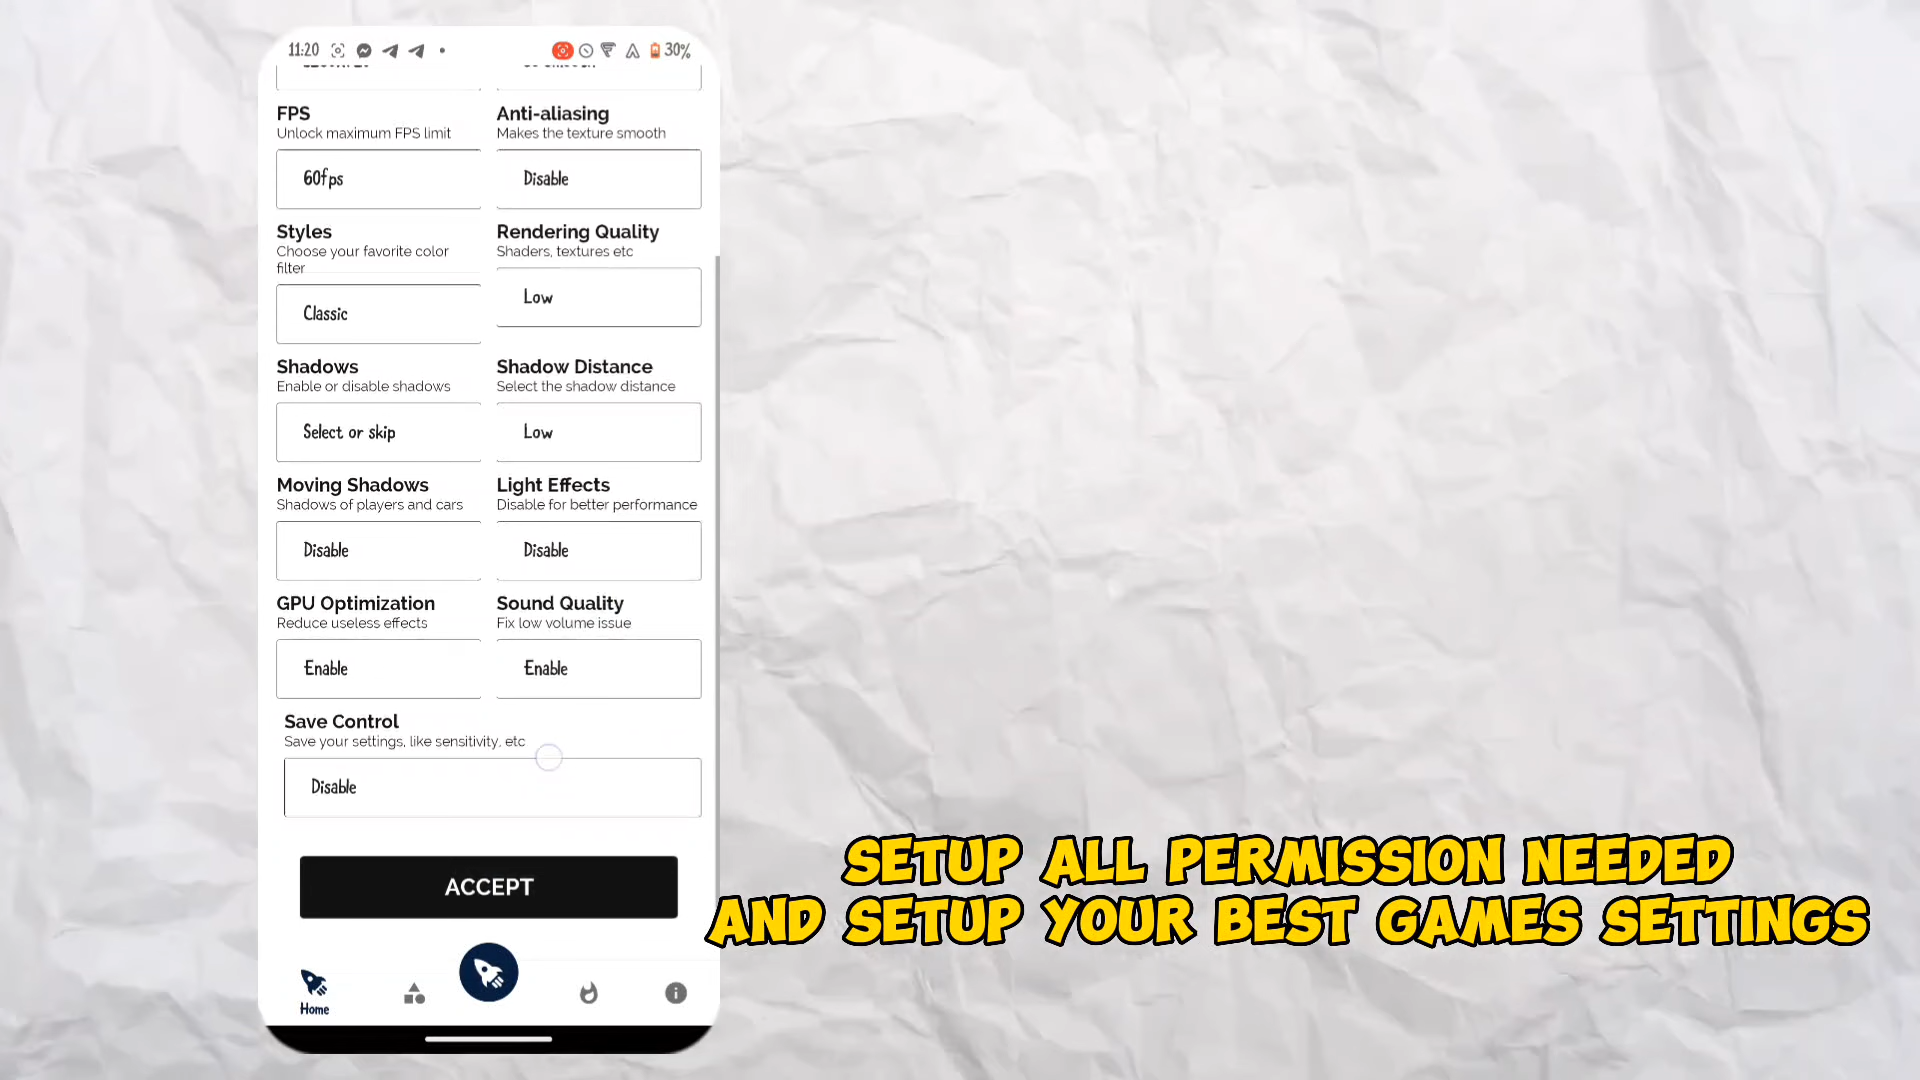 11:20
30%
FPS
Unlock maximum FPS limit
60fps
Anti-aliasing
Makes the texture smooth
Disable
Styles
Choose your favorite color
filter
Classic
Rendering Quality
Shaders, textures etc
Low
Shadows
Enable or disable shadows
Select or skip
Shadow Distance
Select the shadow distance
Low
Moving Shadows
Shadows of players and cars
Disable
Light Effects
Disable for better performance
Disable
GPU Optimization
Reduce useless effects
Enable
Sound Quality
Fix low volume issue
Enable
Save Control
Save your settings, like sensitivity, etc
Disable
ACCEPT
Home
SETUP ALL PERMISSION NEEDED
AND SETUP YOUR BEST GAMES SETTINGS